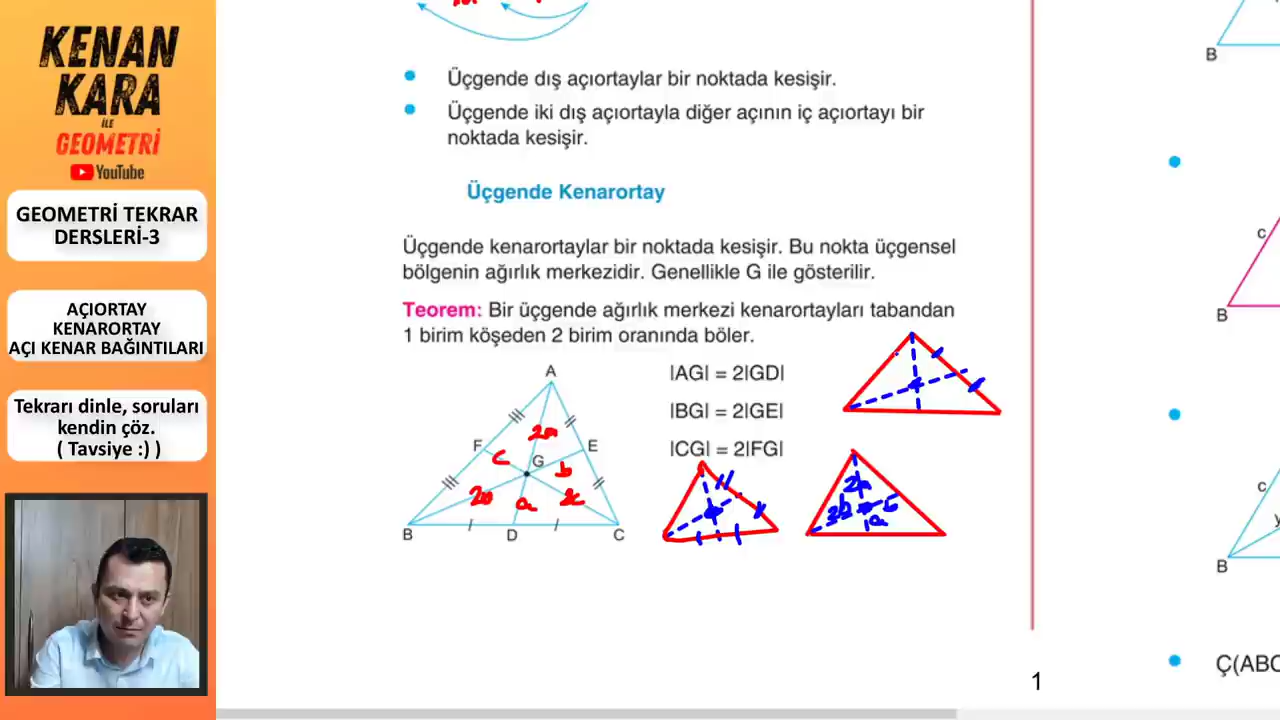 KENAN
KARA
İLE
GEOMETRİ
YouTube
GEOMETRİ TEKRAR
DERSLERİ-3
AÇIORTAY
KENARORTAY
AÇI KENAR BAĞINTILARI
Tekrarı dinle, soruları
kendin çöz.
( Tavsiye :) )
Üçgende dış açıortaylar bir noktada kesişir.
Üçgende iki dış açıortayla diğer açının iç açıortayı bir
noktada kesişir.
Üçgende Kenarortay
Üçgende kenarortaylar bir noktada kesişir. Bu nokta üçgensel
bölgenin ağırlık merkezidir. Genellikle G ile gösterilir.
Teorem: Bir üçgende ağırlık merkezi kenarortayları tabandan
1 birim köşeden 2 birim oranında böler.
A
F
E
G
c
b
2c
a
B
D
C
|AG| = 2|GD|
|BG| = 2|GE|
|CG| = 2|FG|
a
b
1
B
c
B
c
y
B
Ç(ABC